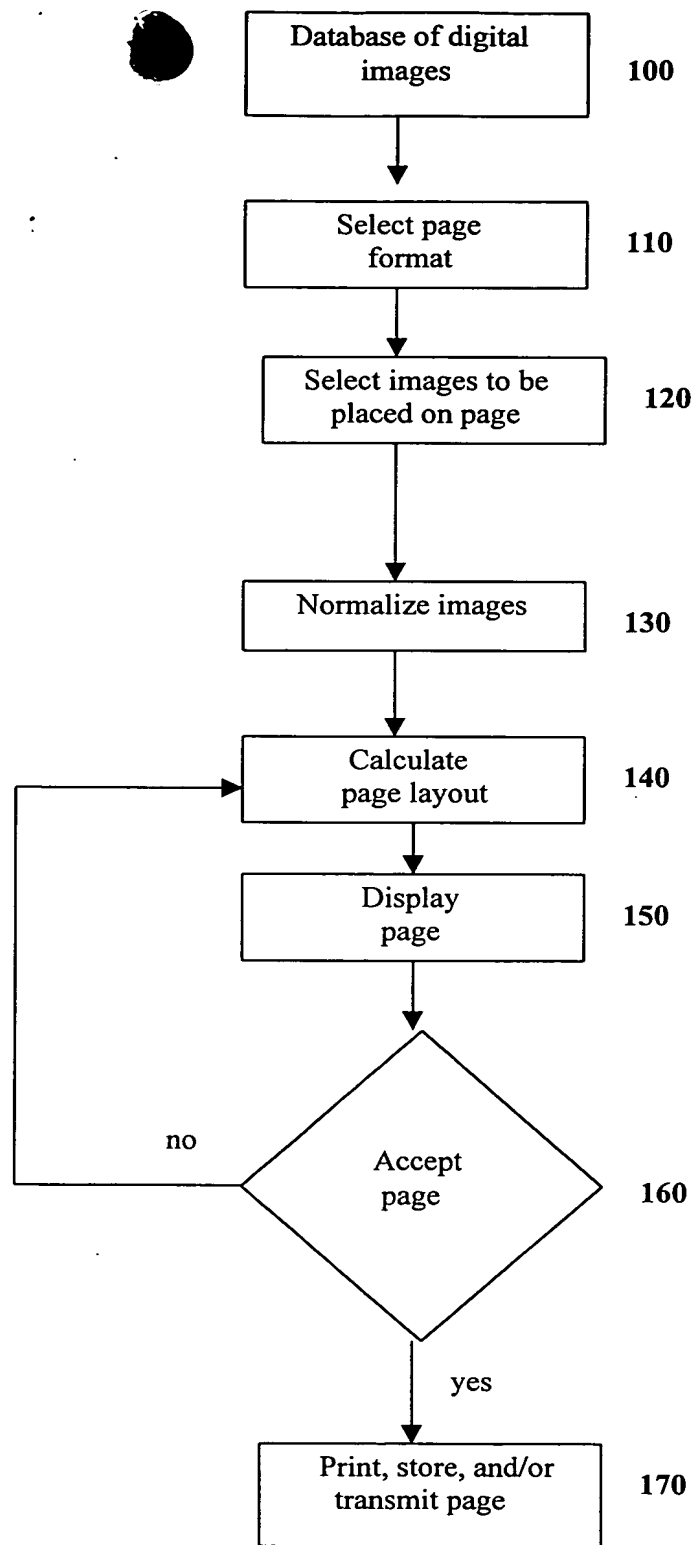 Database of digital
images
100
Select page
format
110
Select images to be
placed on page
120
Normalize images
130
Calculate
page layout
140
Display
page
150
no
Accept
page
160
yes
Print, store, and/or
transmit page
170